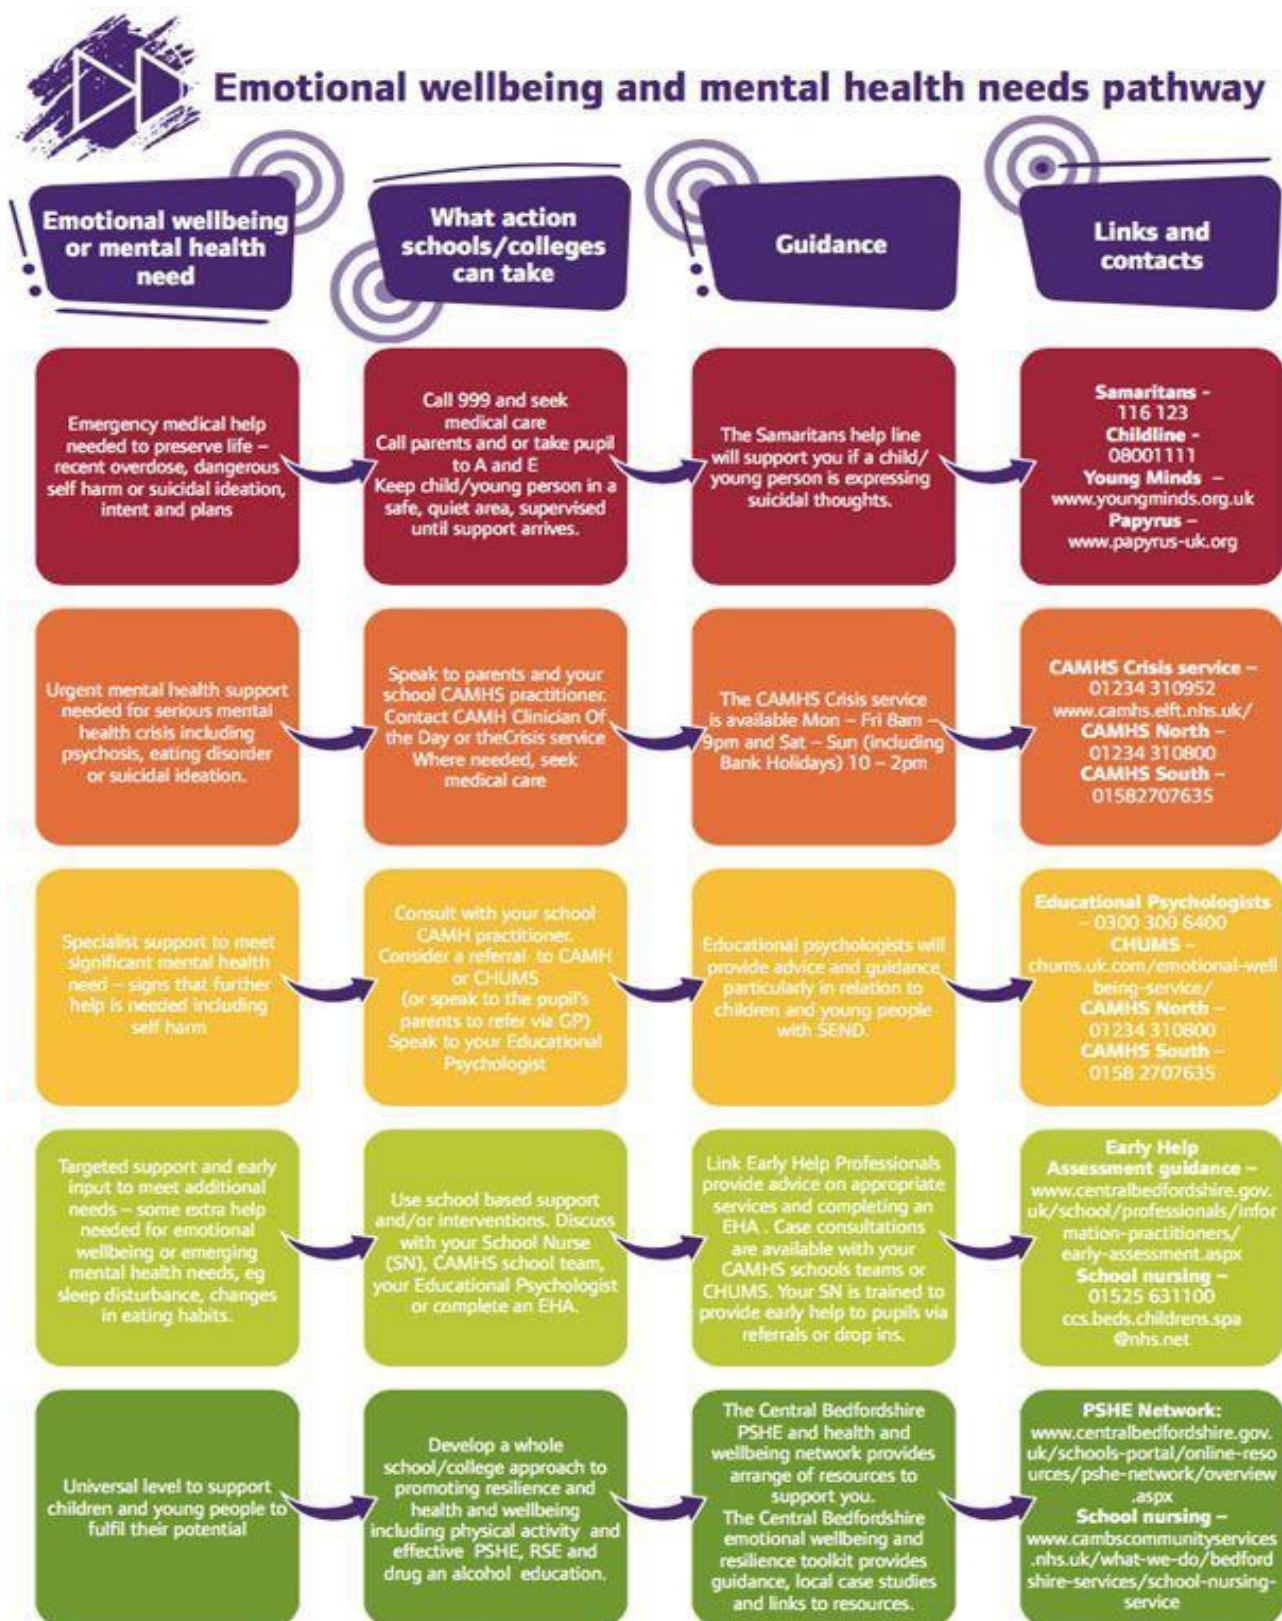 Emotional wellbeing and mental health needs pathway
Emotional wellbeing
or mental health
need
What action
schools/colleges
can take
Guidance
Links and
contacts
Emergency medical help
needed to preserve life –
recent overdose, dangerous
self harm or suicidal ideation,
intent and plans
Call 999 and seek
medical care
Call parents and or take pupil
to A and E
Keep child/young person in a
safe, quiet area, supervised
until support arrives.
The Samaritans help line
will support you if a child/
young person is expressing
suicidal thoughts.
Samaritans -
116 123
Childline -
08001111
Young Minds –
www.youngminds.org.uk
Papyrus –
www.papyrus-uk.org
Urgent mental health support
needed for serious mental
health crisis including
psychosis, eating disorder
or suicidal ideation.
Speak to parents and your
school CAMHS practitioner.
Contact CAMH Clinician Of
the Day or theCrisis service
Where needed, seek
medical care
The CAMHS Crisis service
is available Mon – Fri 8am –
9pm and Sat – Sun (including
Bank Holidays) 10 – 2pm
CAMHS Crisis service –
01234 310952
www.camhs.elft.nhs.uk/
CAMHS North –
01234 310800
CAMHS South –
01582707635
Specialist support to meet
significant mental health
need – signs that further
help is needed including
self harm
Consult with your school
CAMH practitioner.
Consider a referral to CAMH
or CHUMS
(or speak to the pupil's
parents to refer via GP)
Speak to your Educational
Psychologist
Educational psychologists will
provide advice and guidance
particularly in relation to
children and young people
with SEND.
Educational Psychologists
– 0300 300 6400
CHUMS –
chums.uk.com/emotional-well
being-service/
CAMHS North –
01234 310800
CAMHS South –
0158 2707635
Targeted support and early
input to meet additional
needs – some extra help
needed for emotional
wellbeing or emerging
mental health needs, eg
sleep disturbance, changes
in eating habits.
Use school based support
and/or interventions. Discuss
with your School Nurse
(SN), CAMHS school team,
your Educational Psychologist
or complete an EHA.
Link Early Help Professionals
provide advice on appropriate
services and completing an
EHA . Case consultations
are available with your
CAMHS schools teams or
CHUMS. Your SN is trained to
provide early help to pupils via
referrals or drop ins.
Early Help
Assessment guidance –
www.centralbedfordshire.gov.
uk/school/professionals/infor
mation-practitioners/
early-assessment.aspx
School nursing –
01525 631100
ccs.beds.childrens.spa
@nhs.net
Universal level to support
children and young people to
fulfil their potential
Develop a whole
school/college approach to
promoting resilience and
health and wellbeing
including physical activity and
effective PSHE, RSE and
drug an alcohol education.
The Central Bedfordshire
PSHE and health and
wellbeing network provides
arrange of resources to
support you.
The Central Bedfordshire
emotional wellbeing and
resilience toolkit provides
guidance, local case studies
and links to resources.
PSHE Network:
www.centralbedfordshire.gov.
uk/schools-portal/online-reso
urces/pshe-network/overview
.aspx
School nursing –
www.cambscommunityservices
.nhs.uk/what-we-do/bedford
shire-services/school-nursing-
service